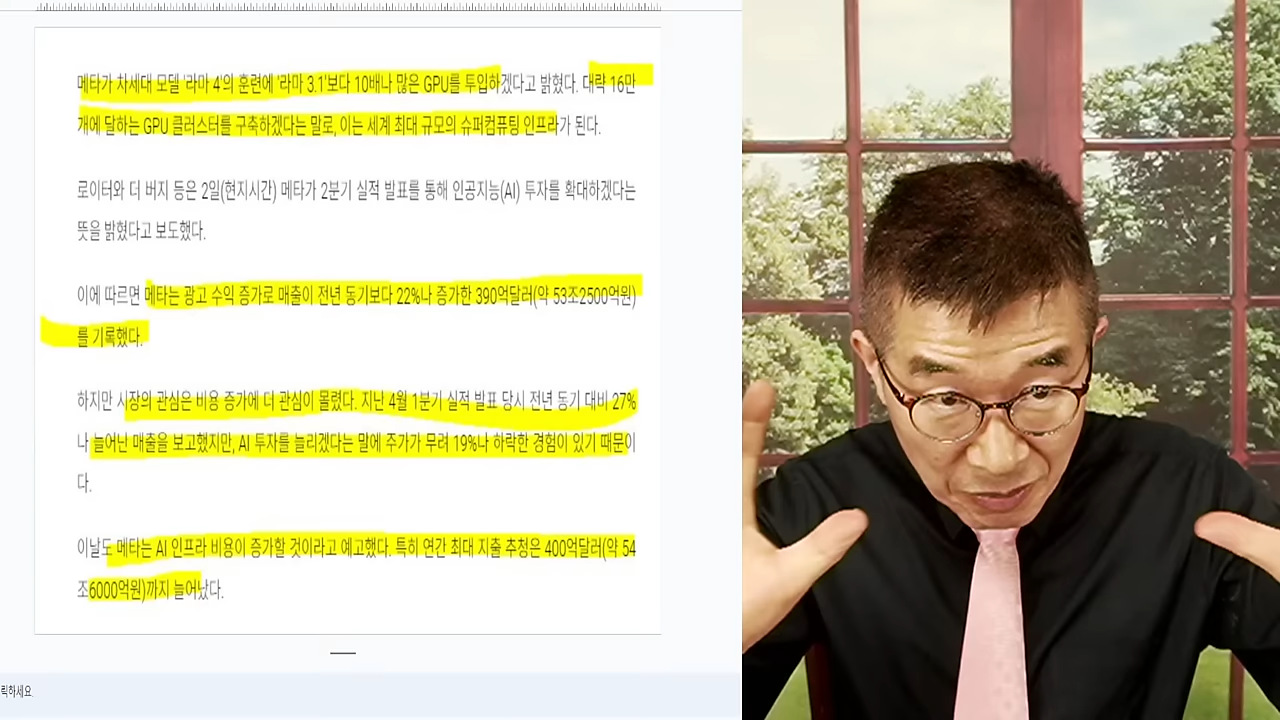 메타가 차세대 모델 '라마 4'의 훈련에 '라마 3.1'보다 10배나 많은 GPU를 투입하겠다고 밝혔다. 대략 16만
개에 달하는 GPU 클러스터를 구축하겠다는 말로, 이는 세계 최대 규모의 슈퍼컴퓨팅 인프라가 된다.
로이터와 더 버지 등은 2일(현지시간) 메타가 2분기 실적 발표를 통해 인공지능(AI) 투자를 확대하겠다는
뜻을 밝혔다고 보도했다.
이에 따르면 메타는 광고 수익 증가로 매출이 전년 동기보다 22%나 증가한 390억달러(약 53조2500억원)
를 기록했다.
하지만 시장의 관심은 비용 증가에 더 관심이 몰렸다. 지난 4월 1분기 실적 발표 당시 전년 동기 대비 27%
나 늘어난 매출을 보고했지만, AI 투자를 늘리겠다는 말에 주가가 무려 19%나 하락한 경험이 있기 때문이
다.
이날도 메타는 AI 인프라 비용이 증가할 것이라고 예고했다. 특히 연간 최대 지출 추정은 400억달러(약 54
조6000억원)까지 늘어났다.
릭하세요.